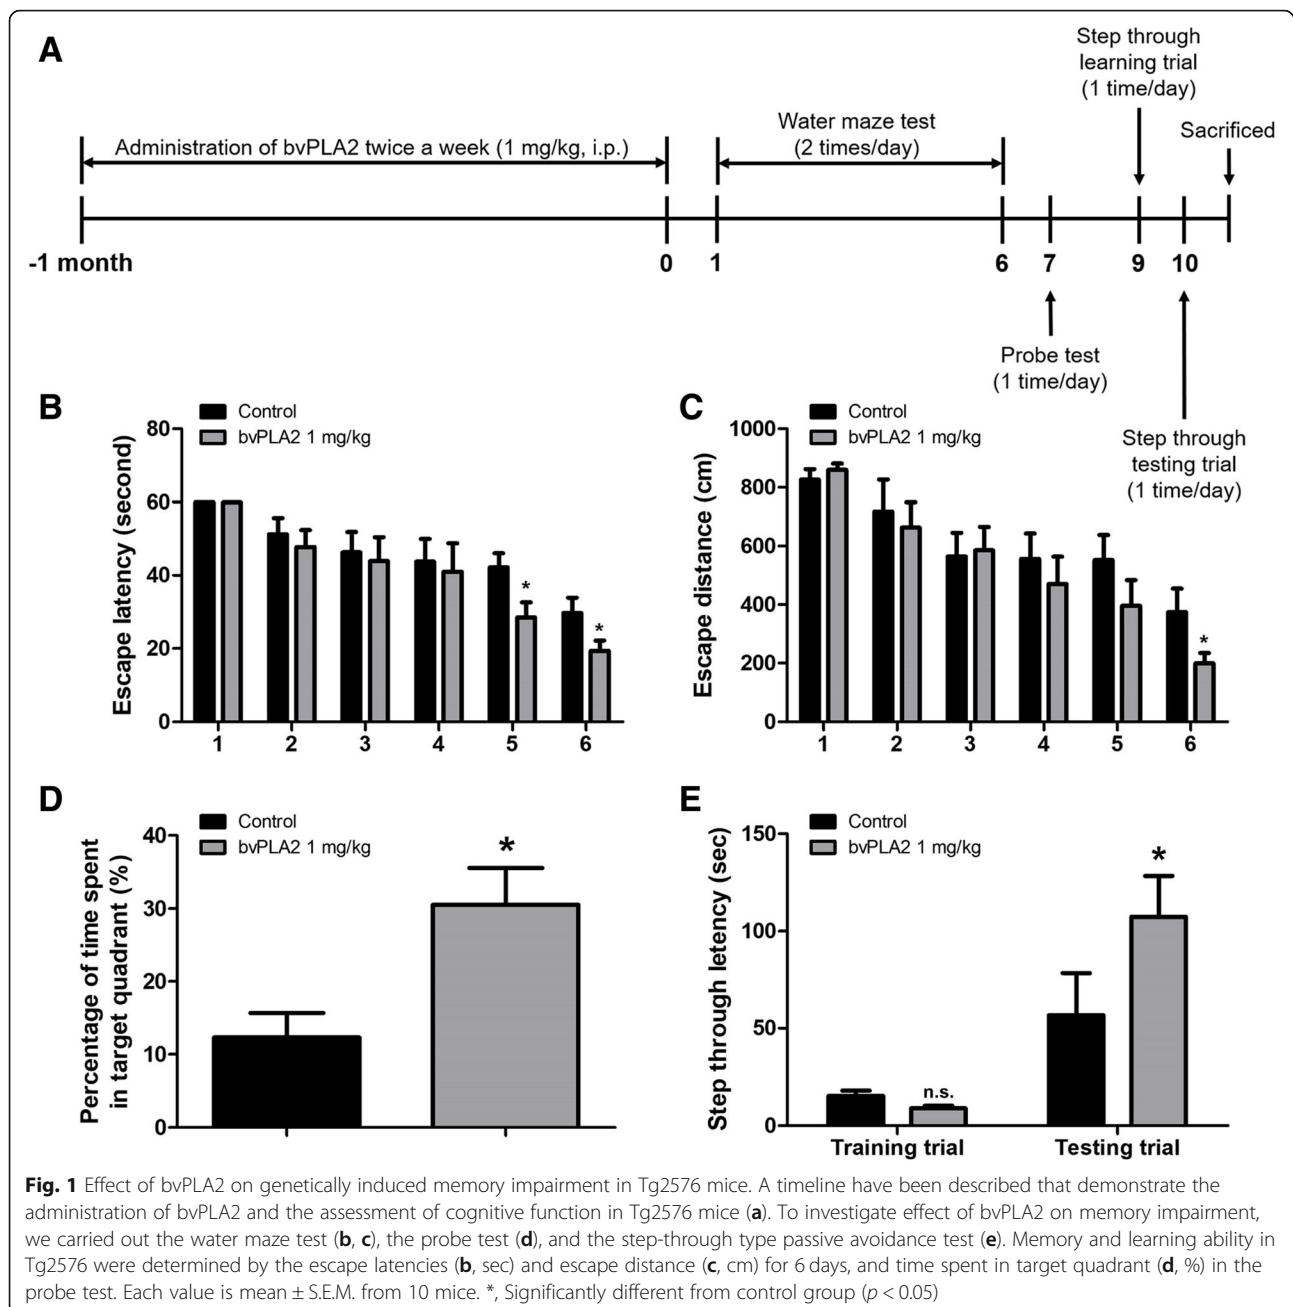 A
Step through
learning trial
(1 time/day)
Sacrificed
Administration of bvPLA2 twice a week (1 mg/kg, i.p.)
Water maze test
(2 times/day)
-1 month
0
1
6
7
9
10
Probe test
(1 time/day)
Step through
testing trial
(1 time/day)
B
Control
bvPLA2 1 mg/kg
Escape latency (second)
80
60
40
20
0
*
*
1 2 3 4 5 6
C
Control
bvPLA2 1 mg/kg
Escape distance (cm)
1000
800
600
400
200
0
*
1 2 3 4 5 6
D
Control
bvPLA2 1 mg/kg
Percentage of time spent
in target quadrant (%)
40
30
20
10
0
*
E
Control
bvPLA2 1 mg/kg
Step through letency (sec)
150
100
50
0
n.s.
*
Training trial
Testing trial
Fig. 1 Effect of bvPLA2 on genetically induced memory impairment in Tg2576 mice. A timeline have been described that demonstrate the
administration of bvPLA2 and the assessment of cognitive function in Tg2576 mice (a). To investigate effect of bvPLA2 on memory impairment,
we carried out the water maze test (b, c), the probe test (d), and the step-through type passive avoidance test (e). Memory and learning ability in
Tg2576 were determined by the escape latencies (b, sec) and escape distance (c, cm) for 6 days, and time spent in target quadrant (d, %) in the
probe test. Each value is mean ± S.E.M. from 10 mice. *, Significantly different from control group (p < 0.05)